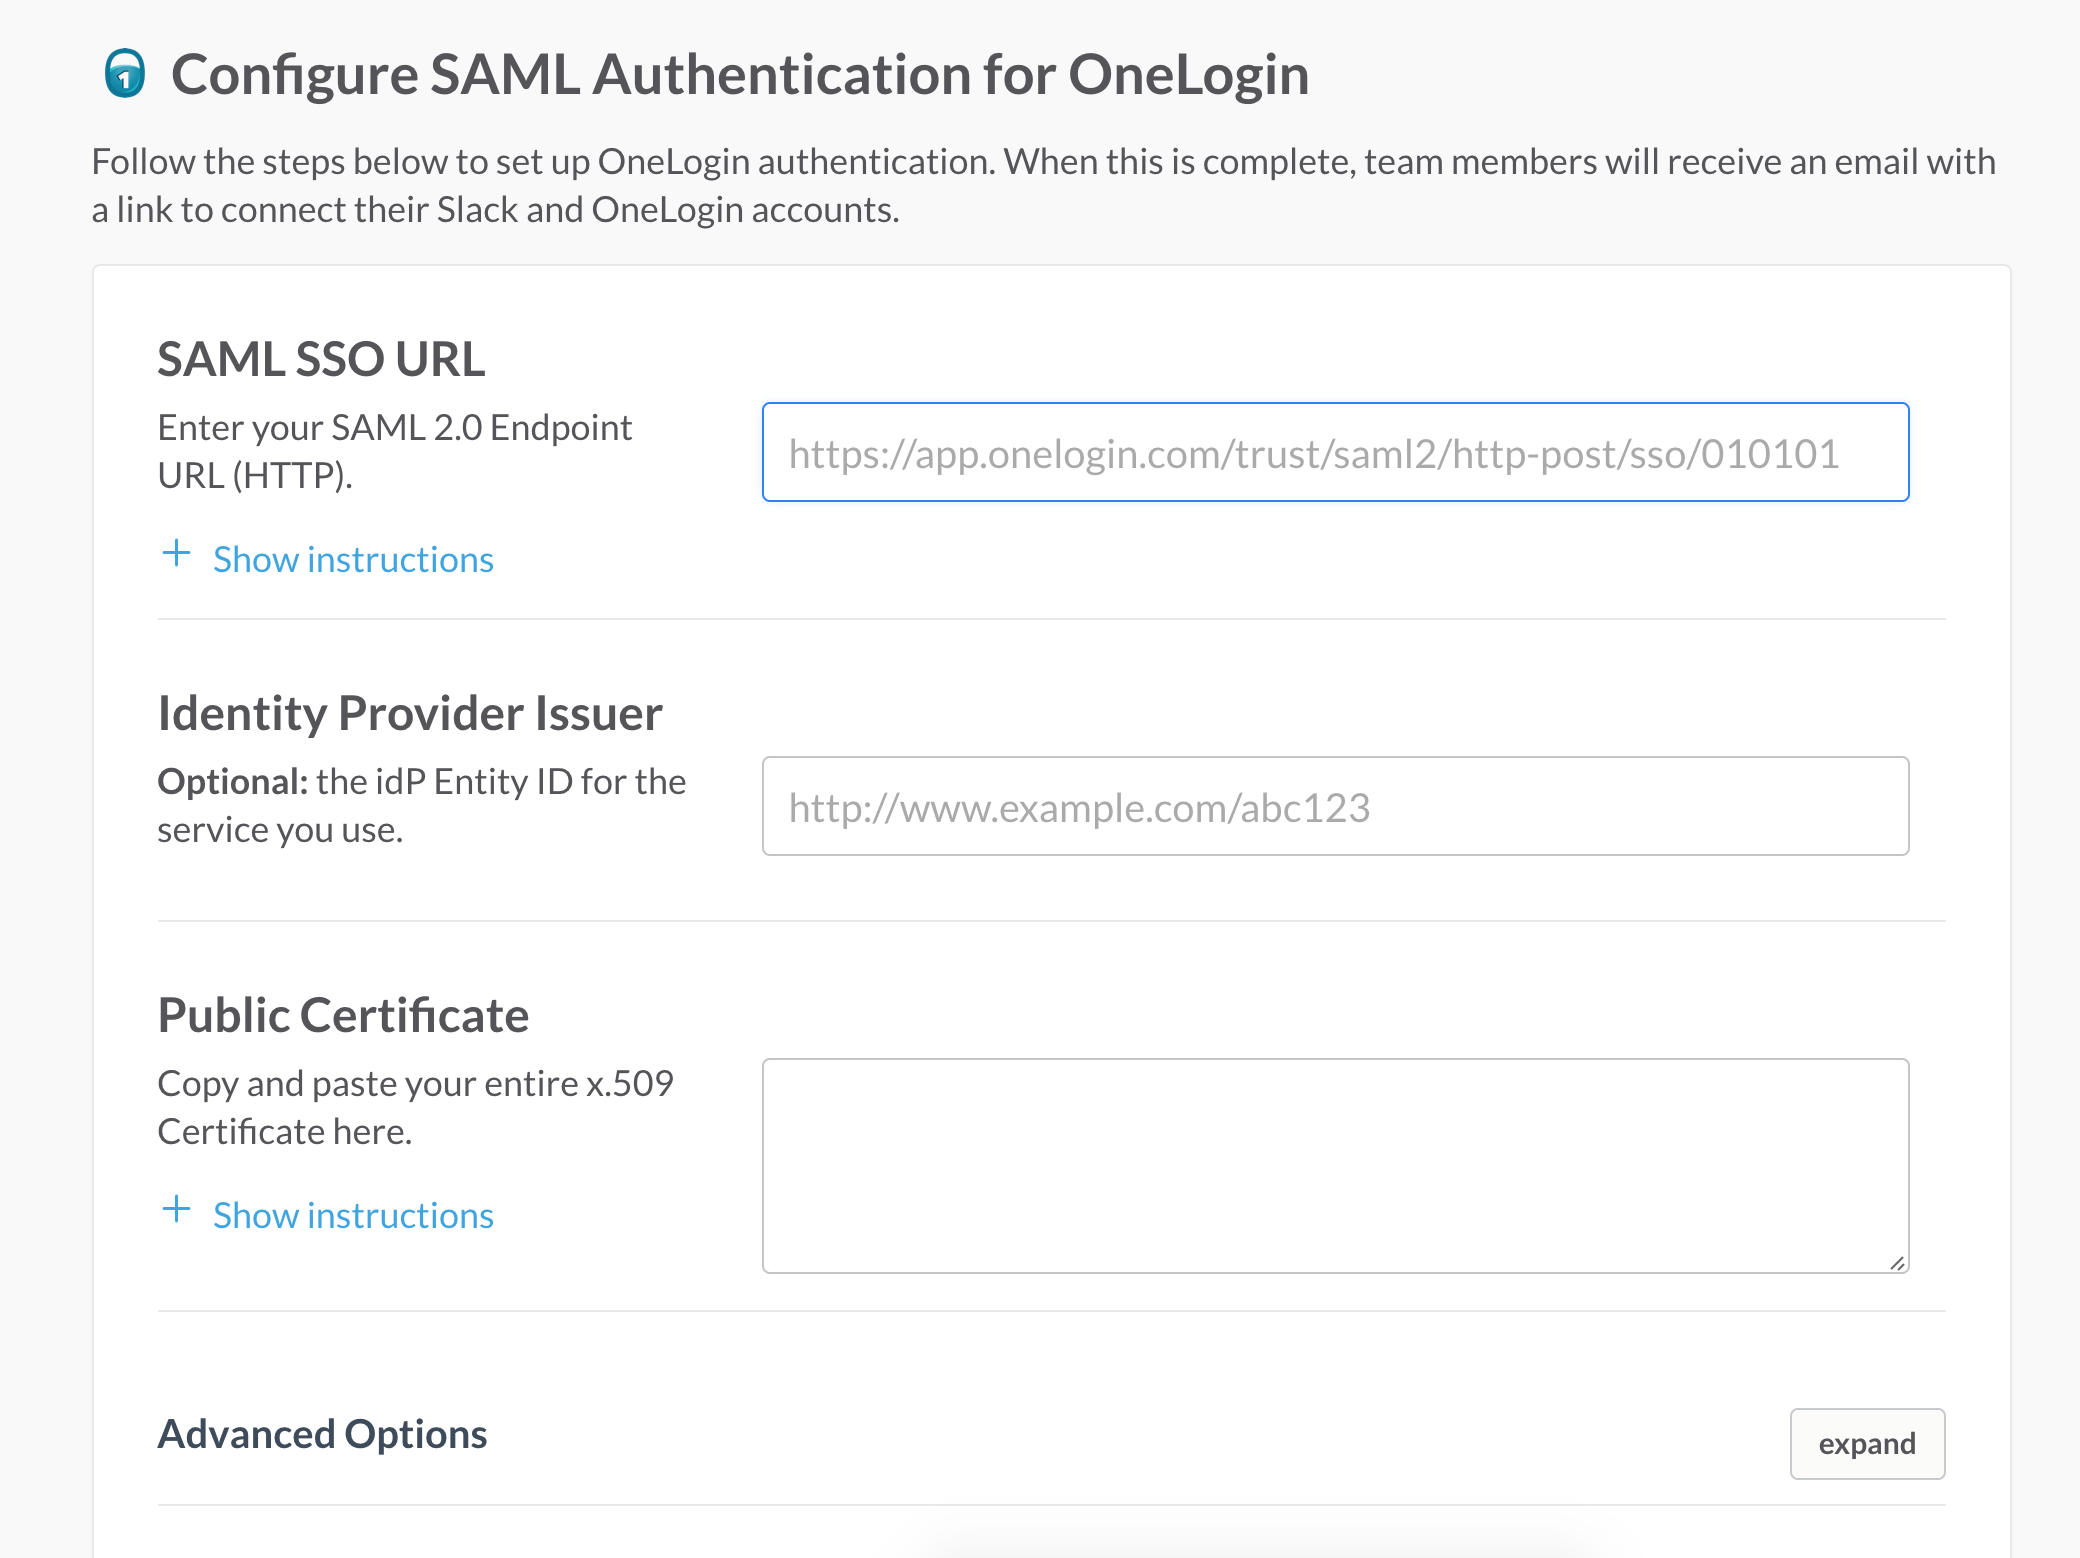 Configure SAML Authentication for OneLogin
Follow the steps below to set up OneLogin authentication. When this is complete, team members will receive an email with
a link to connect their Slack and OneLogin accounts.
SAML SSO URL
Enter your SAML 2.0 Endpoint
URL (HTTP).
https://app.onelogin.com/trust/saml2/http-post/sso/010101
Show instructions
Identity Provider Issuer
Optional: the idP Entity ID for the
service you use.
http://www.example.com/abc123
Public Certificate
Copy and paste your entire x.509
Certificate here.
Show instructions
Advanced Options
expand